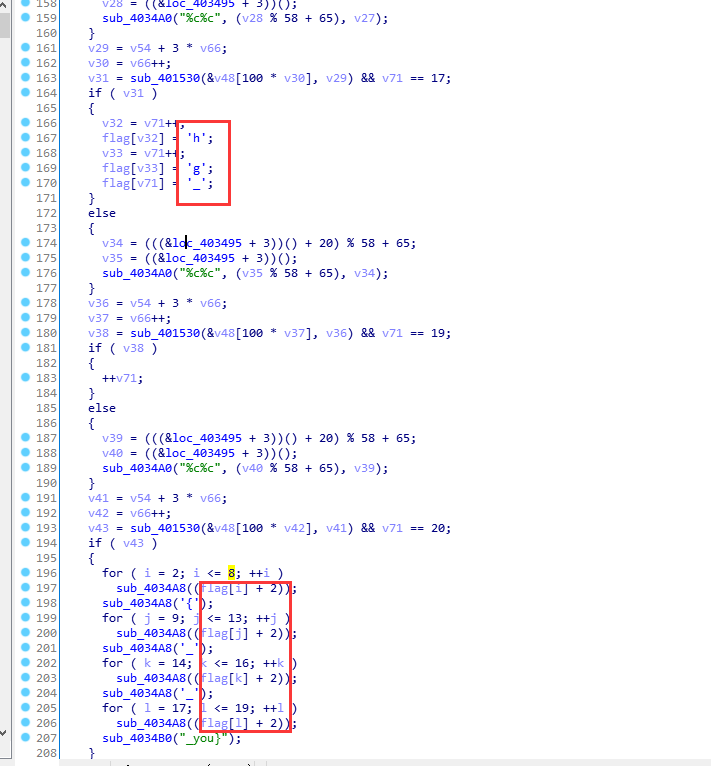 158 v28 = ((&loc_403495 + 3))();
159 sub_4034A0("%c%c", (v28 % 58 + 65), v27);
160 }
161 v29 = v54 + 3 * v66;
162 v30 = v66++;
163 v31 = sub_401530(&v48[100 * v30], v29) && v71 == 17;
164 if ( v31 )
165 {
166 v32 = v71++;
167 flag[v32] = 'h';
168 v33 = v71++;
169 flag[v33] = 'g';
170 flag[v71] = '_';
171 }
172 else
173 {
174 v34 = (((&loc_403495 + 3))() + 20) % 58 + 65;
175 v35 = ((&loc_403495 + 3))();
176 sub_4034A0("%c%c", (v35 % 58 + 65), v34);
177 }
178 v36 = v54 + 3 * v66;
179 v37 = v66++;
180 v38 = sub_401530(&v48[100 * v37], v36) && v71 == 19;
181 if ( v38 )
182 {
183 ++v71;
184 }
185 else
186 {
187 v39 = (((&loc_403495 + 3))() + 20) % 58 + 65;
188 v40 = ((&loc_403495 + 3))();
189 sub_4034A0("%c%c", (v40 % 58 + 65), v39);
190 }
191 v41 = v54 + 3 * v66;
192 v42 = v66++;
193 v43 = sub_401530(&v48[100 * v42], v41) && v71 == 20;
194 if ( v43 )
195 {
196 for ( i = 2; i <= 8; ++i )
197 sub_4034A8((flag[i] + 2));
198 sub_4034A8('{');
199 for ( j = 9; j <= 13; ++j )
200 sub_4034A8((flag[j] + 2));
201 sub_4034A8('_');
202 for ( k = 14; k <= 16; ++k )
203 sub_4034A8((flag[k] + 2));
204 sub_4034A8('_');
205 for ( l = 17; l <= 19; ++l )
206 sub_4034A8((flag[l] + 2));
207 sub_4034B0("_you}");
208 }